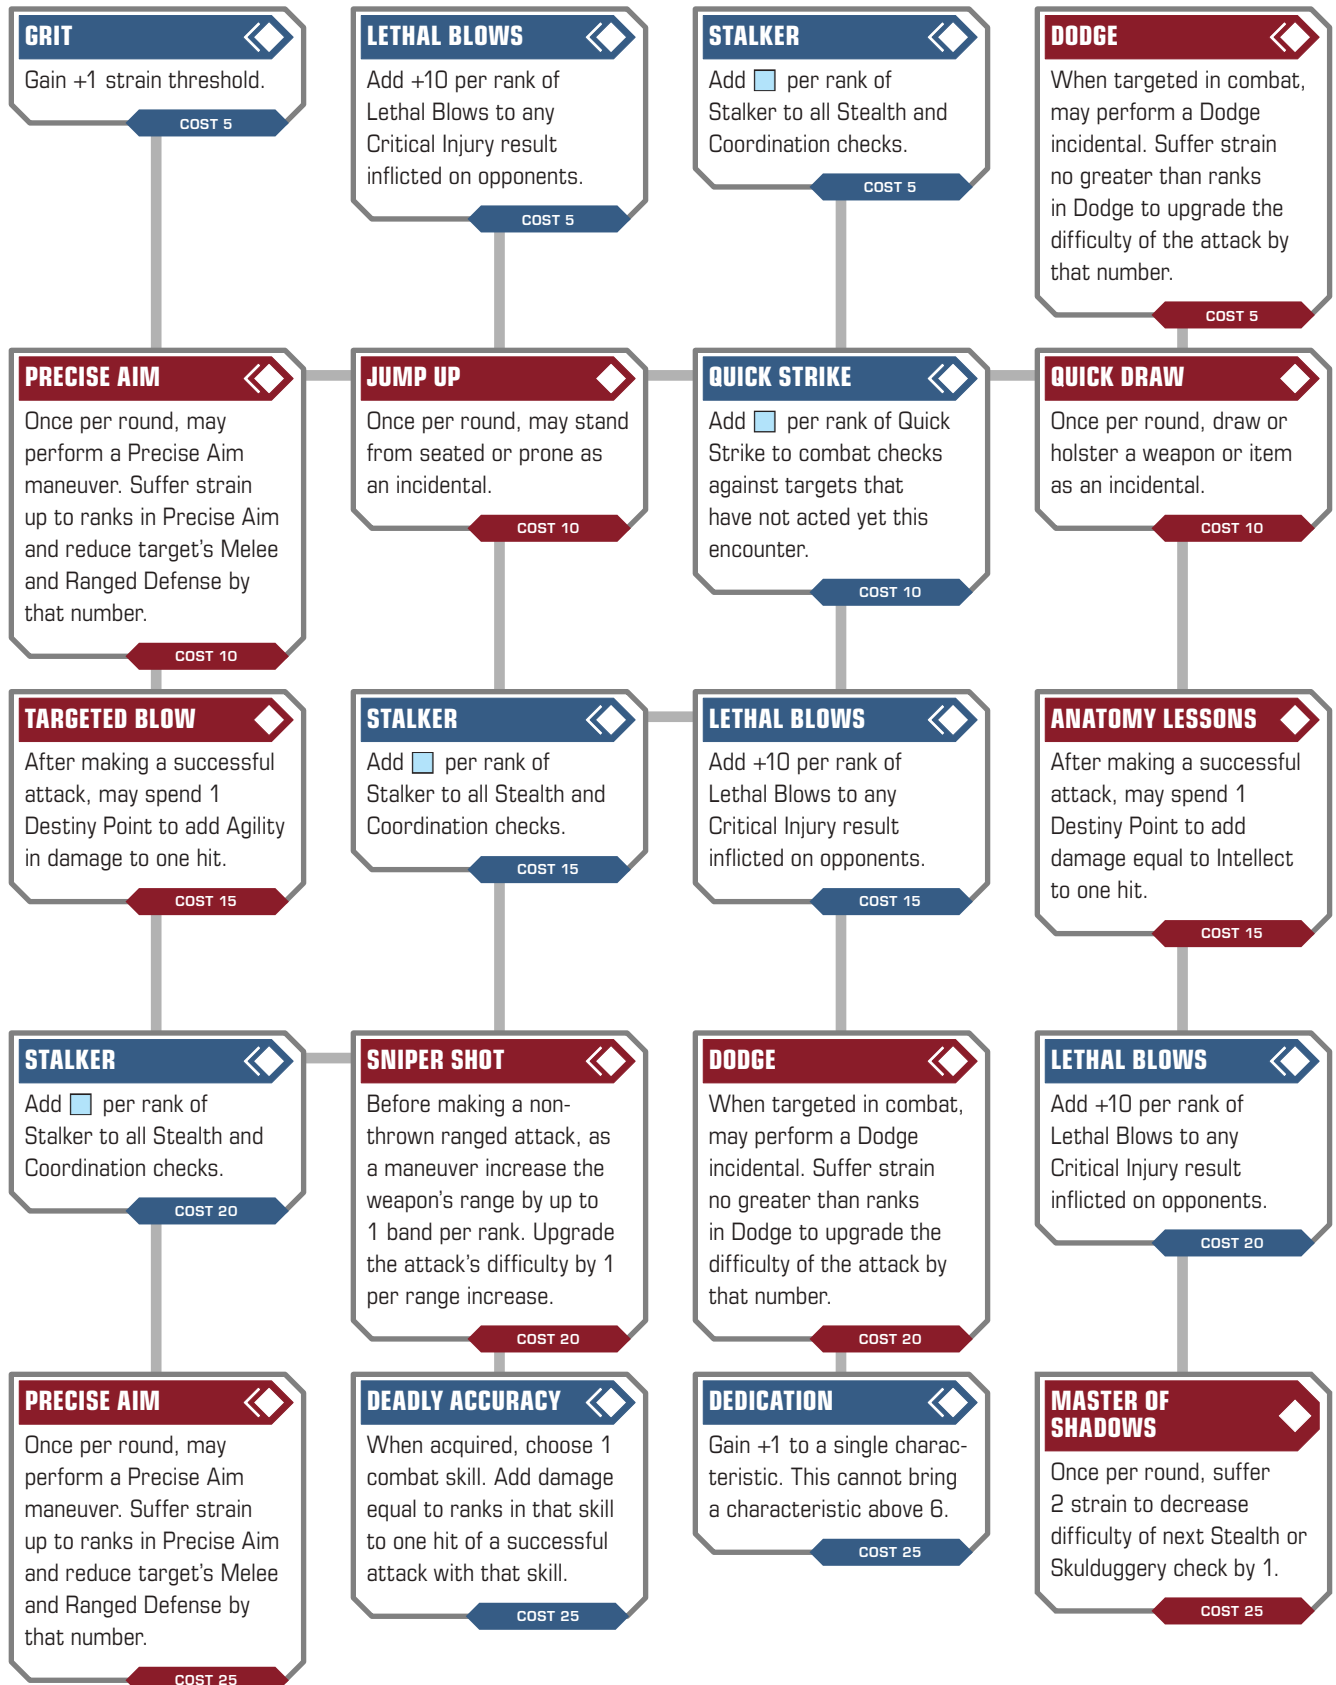 GRIT
Gain +1 strain threshold.
COST 5
LETHAL BLOWS
Add +10 per rank of
Lethal Blows to any
Critical Injury result
inflicted on opponents.
COST 5
STALKER
Add per rank of
Stalker to all Stealth and
Coordination checks.
COST 5
DODGE
When targeted in combat,
may perform a Dodge
incidental. Suffer strain
no greater than ranks
in Dodge to upgrade the
difficulty of the attack by
that number.
COST 5
PRECISE AIM
Once per round, may
perform a Precise Aim
maneuver. Suffer strain
up to ranks in Precise Aim
and reduce target's Melee
and Ranged Defense by
that number.
COST 10
JUMP UP
Once per round, may stand
from seated or prone as
an incidental.
COST 10
QUICK STRIKE
Add per rank of Quick
Strike to combat checks
against targets that
have not acted yet this
encounter.
COST 10
QUICK DRAW
Once per round, draw or
holster a weapon or item
as an incidental.
COST 10
TARGETED BLOW
After making a successful
attack, may spend 1
Destiny Point to add Agility
in damage to one hit.
COST 15
STALKER
Add per rank of
Stalker to all Stealth and
Coordination checks.
COST 15
LETHAL BLOWS
Add +10 per rank of
Lethal Blows to any
Critical Injury result
inflicted on opponents.
COST 15
ANATOMY LESSONS
After making a successful
attack, may spend 1
Destiny Point to add
damage equal to Intellect
to one hit.
COST 15
STALKER
Add per rank of
Stalker to all Stealth and
Coordination checks.
COST 20
SNIPER SHOT
Before making a non-
thrown ranged attack, as
a maneuver increase the
weapon's range by up to
1 band per rank. Upgrade
the attack's difficulty by 1
per range increase.
COST 20
DODGE
When targeted in combat,
may perform a Dodge
incidental. Suffer strain
no greater than ranks
in Dodge to upgrade the
difficulty of the attack by
that number.
COST 20
LETHAL BLOWS
Add +10 per rank of
Lethal Blows to any
Critical Injury result
inflicted on opponents.
COST 20
PRECISE AIM
Once per round, may
perform a Precise Aim
maneuver. Suffer strain
up to ranks in Precise Aim
and reduce target's Melee
and Ranged Defense by
that number.
COST 25
DEADLY ACCURACY
When acquired, choose 1
combat skill. Add damage
equal to ranks in that skill
to one hit of a successful
attack with that skill.
COST 25
DEDICATION
Gain +1 to a single charac-
teristic. This cannot bring
a characteristic above 6.
COST 25
MASTER OF
SHADOWS
Once per round, suffer
2 strain to decrease
difficulty of next Stealth or
Skulduggery check by 1.
COST 25